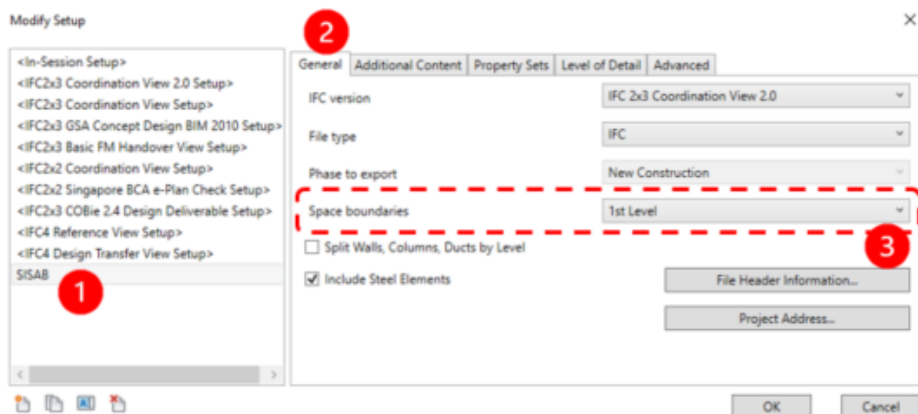 Modify Setup
2
<In-Session Setup>
<IFC2x3 Coordination View 2.0 Setup>
<IFC2x3 Coordination View Setup>
<IFC2x3 GSA Concept Design BIM 2010 Setup>
<IFC2x3 Basic FM Handover View Setup>
<IFC2x2 Coordination View Setup>
<IFC2x2 Singapore BCA e-Plan Check Setup>
<IFC2x3 COBie 2.4 Design Deliverable Setup>
<IFC4 Reference View Setup>
<IFC4 Design Transfer View Setup>
SISAB
1
General Additional Content Property Sets Level of Detail Advanced
IFC version IFC 2x3 Coordination View 2.0
File type IFC
Phase to export New Construction
Space boundaries 1st Level
3
Split Walls, Columns, Ducts by Level
Include Steel Elements
File Header Information...
Project Address...
OK Cancel